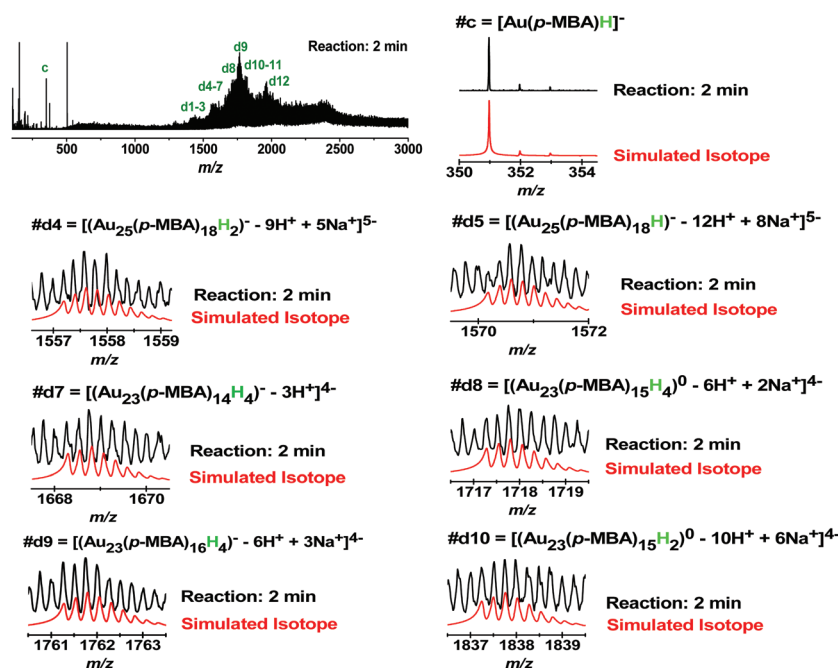 Reaction: 2 min
c
d1-3
d4-7
d8
d9
d10-11
d12
500
1000
1500
2000
2500
3000
m/z
#c = [Au(p-MBA)H]⁻
Reaction: 2 min
Simulated Isotope
350
352
354
m/z
#d4 = [(Au₂₅(p-MBA)₁₈H₂)⁻ - 9H⁺ + 5Na⁺]⁵⁻
Reaction: 2 min
Simulated Isotope
1557
1558
1559
m/z
#d5 = [(Au₂₅(p-MBA)₁₈H)⁻ - 12H⁺ + 8Na⁺]⁵⁻
Reaction: 2 min
Simulated Isotope
1570
1572
m/z
#d7 = [(Au₂₃(p-MBA)₁₄H₄)⁻ - 3H⁺]⁴⁻
Reaction: 2 min
Simulated Isotope
1668
1670
m/z
#d8 = [(Au₂₃(p-MBA)₁₅H₄)⁰ - 6H⁺ + 2Na⁺]⁴⁻
Reaction: 2 min
Simulated Isotope
1717
1718
1719
m/z
#d9 = [(Au₂₃(p-MBA)₁₆H₄)⁻ - 6H⁺ + 3Na⁺]⁴⁻
Reaction: 2 min
Simulated Isotope
1761
1762
1763
m/z
#d10 = [(Au₂₃(p-MBA)₁₅H₂)⁰ - 10H⁺ + 6Na⁺]⁴⁻
Reaction: 2 min
Simulated Isotope
1837
1838
1839
m/z